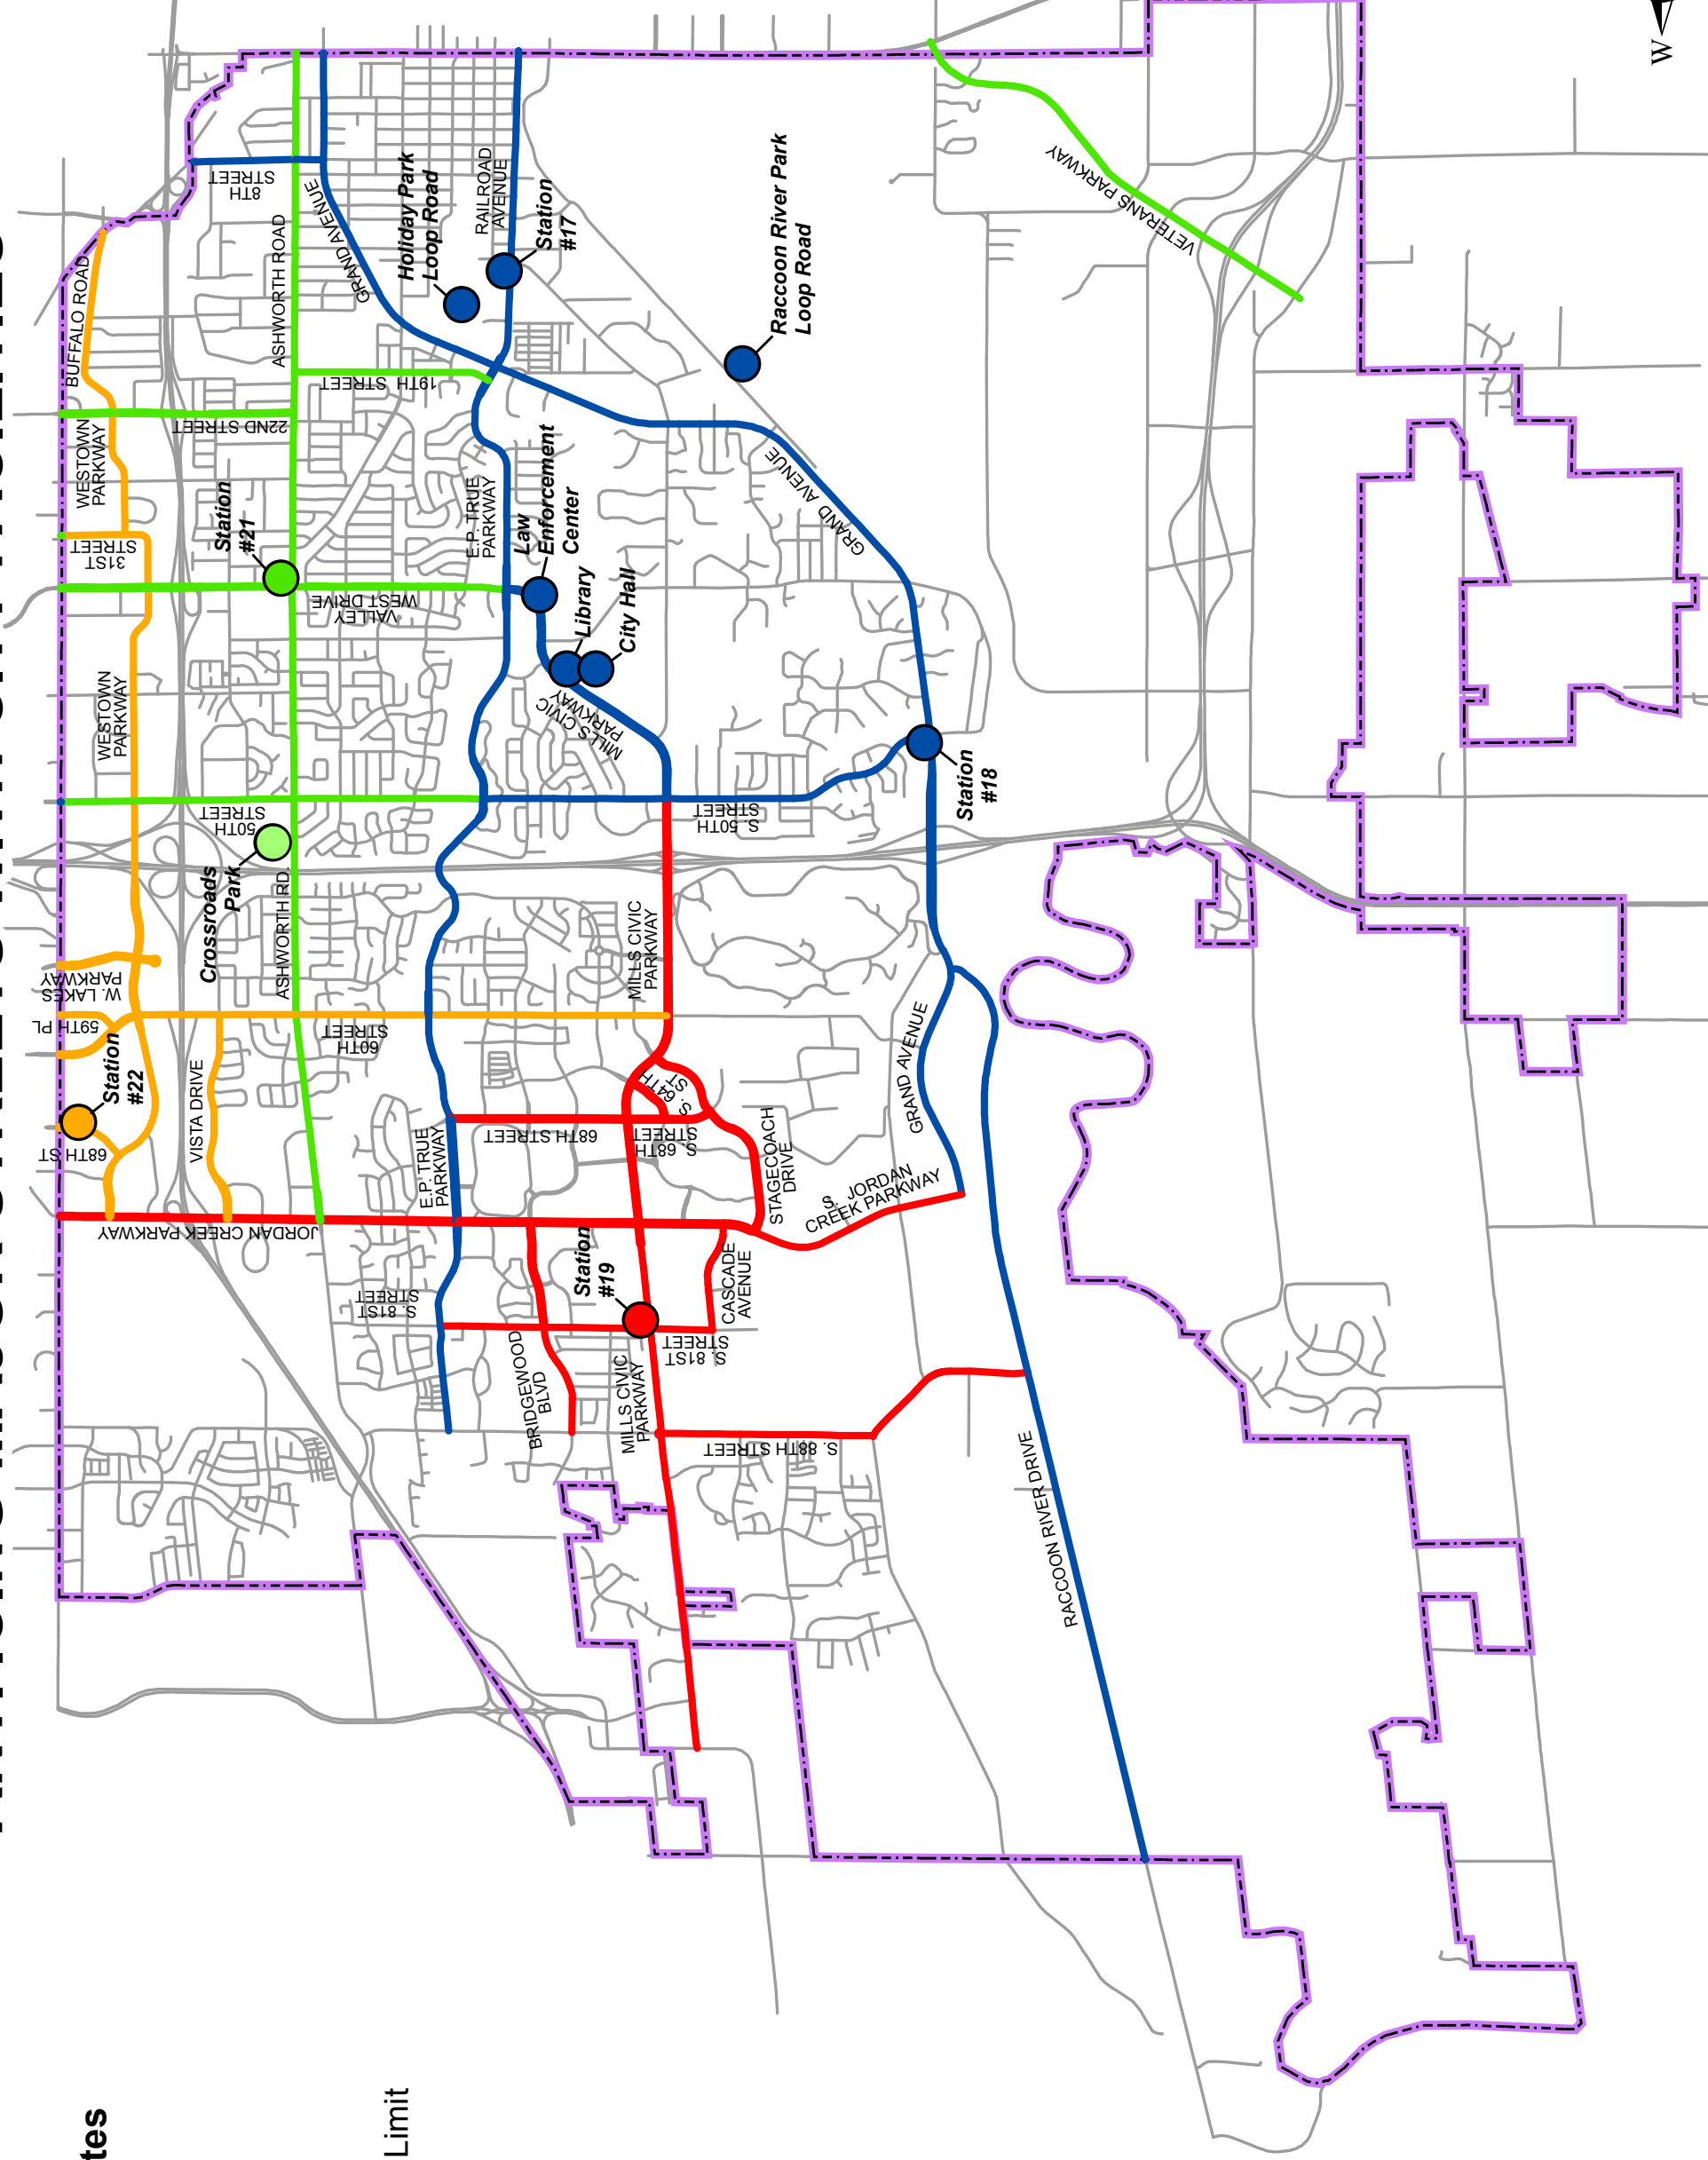 8TH
STREET
BUFFALO ROAD
ASHWORTH ROAD
GRAND AVENUE
Holiday Park
Loop Road
RAILROAD
AVENUE
Station
#17
Raccoon River Park
Loop Road
VETERANS PARKWAY
W
19TH STREET
22ND STREET
WESTOWN
PARKWAY
31ST
STREET
Station
#21
E.P. TRUE
PARKWAY
Law
Enforcement
Center
GRAND
AVENUE
VALLEY
WEST DRIVE
Library
City Hall
MILLS CIVIC
PARKWAY
WESTOWN
PARKWAY
50TH
STREET
S. 50TH
STREET
Station
#18
Crossroads
Park
ASHWORTH RD.
MILLS CIVIC
PARKWAY
W. LAKES
PARKWAY
59TH PL
60TH
STREET
Station
#22
VISTA DRIVE
68TH ST
S. 64TH
ST
68TH STREET
S. 68TH
STREET
E.P. TRUE
PARKWAY
STAGECOACH
DRIVE
GRAND AVENUE
S. JORDAN
CREEK PARKWAY
JORDAN CREEK PARKWAY
Station
#19
CASCADE
AVENUE
S. 81ST
STREET
S. 81ST
STREET
BRIDGEWOOD
BLVD
MILLS CIVIC
PARKWAY
S. 88TH STREET
RACCOON RIVER DRIVE
tes
Limit